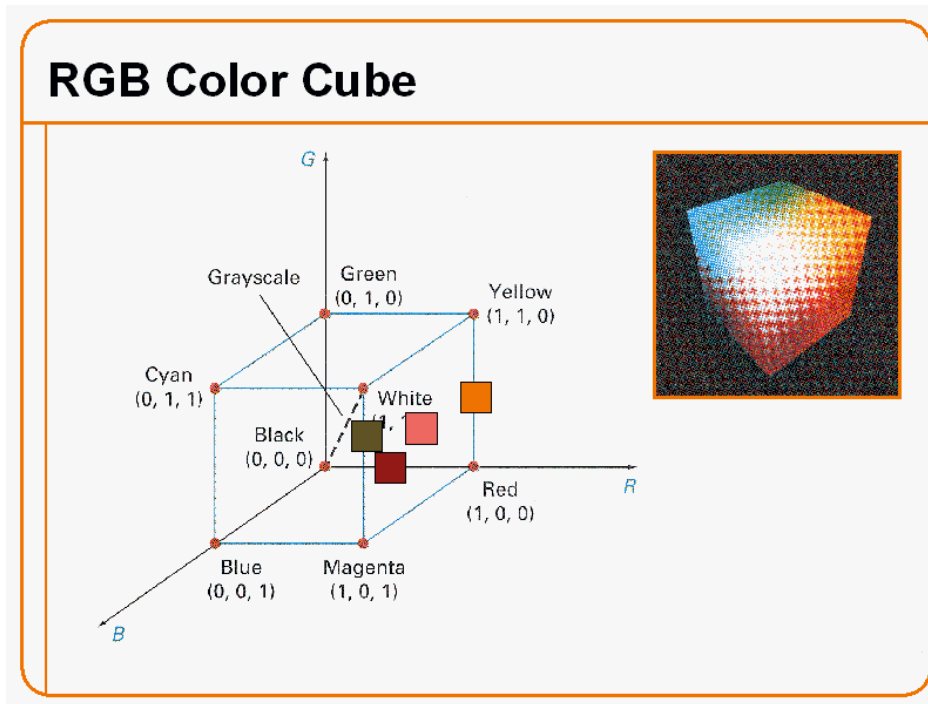 RGB Color Cube
G
Grayscale
Green
(0, 1, 0)
Yellow
(1, 1, 0)
Cyan
(0, 1, 1)
White
(1,
Black
(0, 0, 0)
Red
(1, 0, 0)
R
Blue
(0, 0, 1)
Magenta
(1, 0, 1)
B